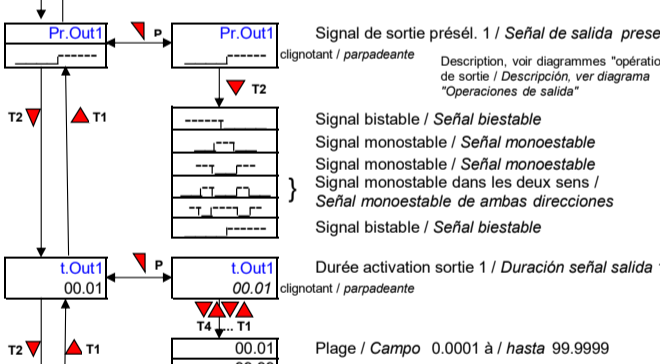 Pr.Out1 P Pr.Out1 Signal de sortie présél. 1 / Señal de salida prese
clignotant / parpadeante
Description, voir diagrammes "opératio
de sortie / Descripción, ver diagrama
"Operaciones de salida"
T2
T2 T1 Signal bistable / Señal biestable
Signal monostable / Señal monoestable
Signal monostable / Señal monoestable
} Signal monostable dans les deux sens /
Señal monoestable de ambas direcciones
Signal bistable / Señal biestable
t.Out1 P t.Out1 Durée activation sortie 1 / Duración señal salida
00.01 00.01 clignotant / parpadeante
T4 ... T1
T2 T1 00.01 Plage / Campo 0.0001 à / hasta 99.9999